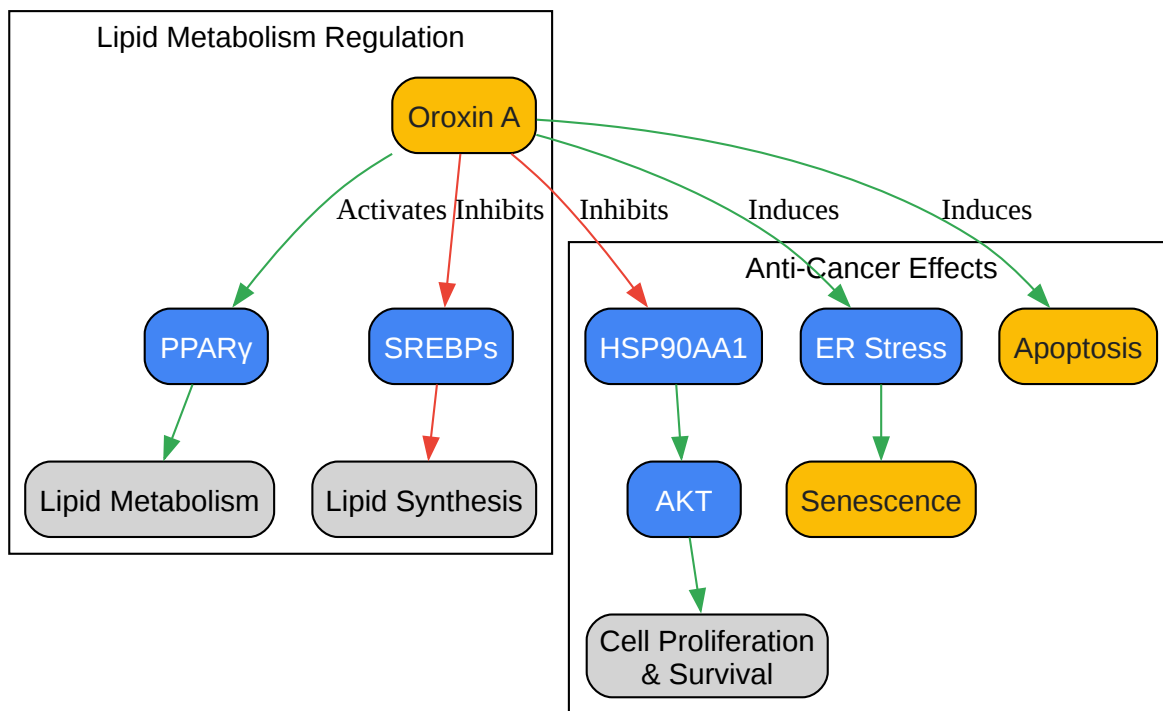 Lipid Metabolism Regulation
Oroxin A
Activates
Inhibits
Inhibits
Induces
Induces
Anti-Cancer Effects
PPARγ
SREBPs
HSP90AA1
ER Stress
Apoptosis
Lipid Metabolism
Lipid Synthesis
AKT
Senescence
Cell Proliferation
& Survival